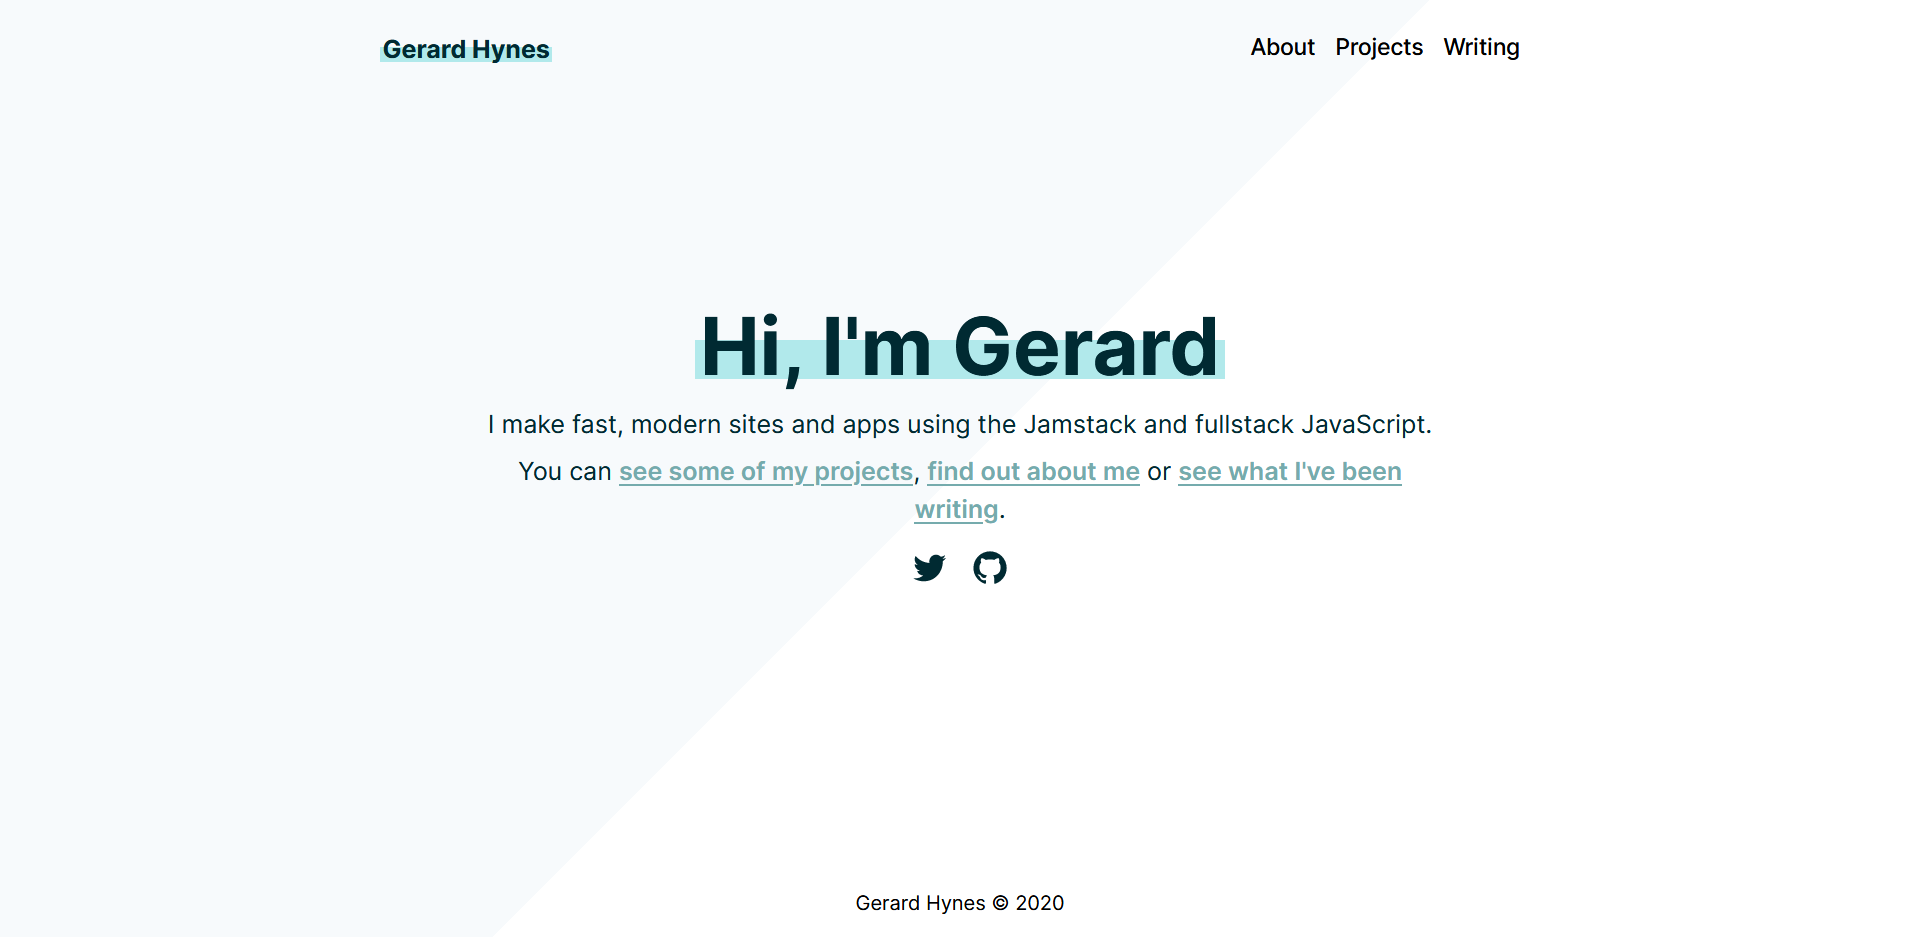 Gerard Hynes
About Projects Writing
Hi, I'm Gerard
I make fast, modern sites and apps using the Jamstack and fullstack JavaScript.
You can see some of my projects, find out about me or see what I've been
writing.
Gerard Hynes © 2020